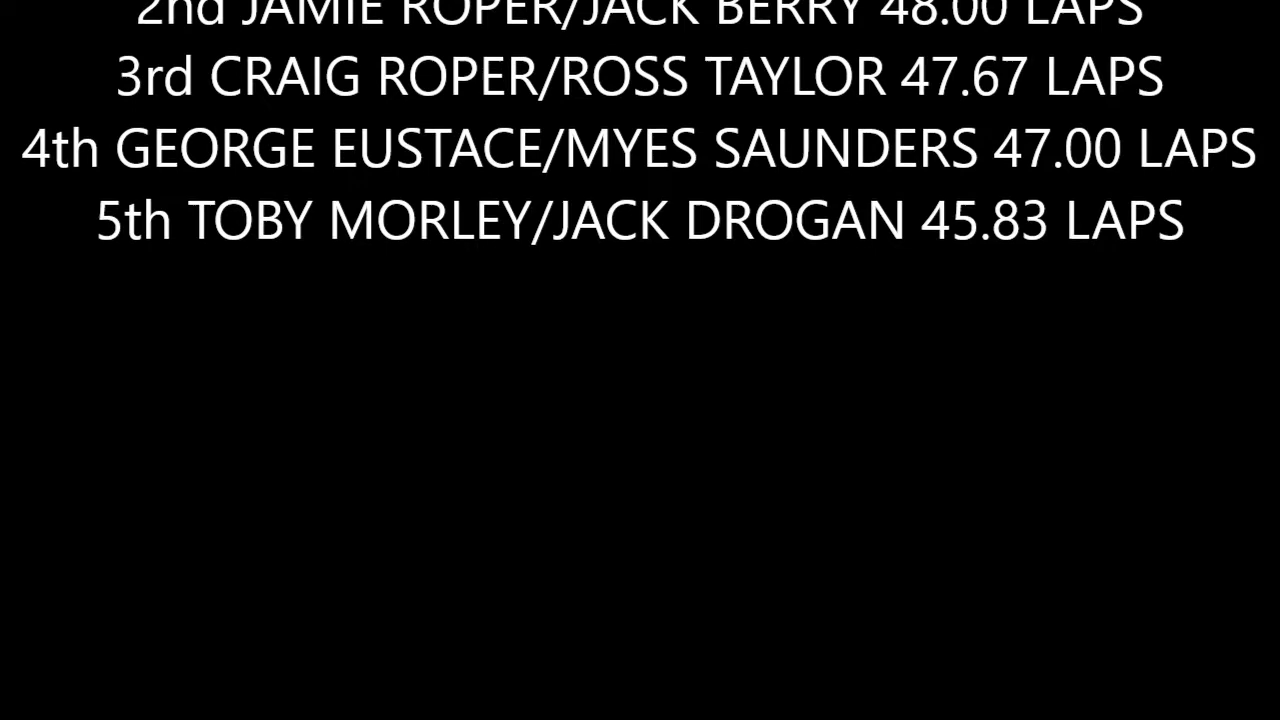 2nd JAMIE ROPER/JACK BERRY 48.00 LAPS
3rd CRAIG ROPER/ROSS TAYLOR 47.67 LAPS
4th GEORGE EUSTACE/MYES SAUNDERS 47.00 LAPS
5th TOBY MORLEY/JACK DROGAN 45.83 LAPS